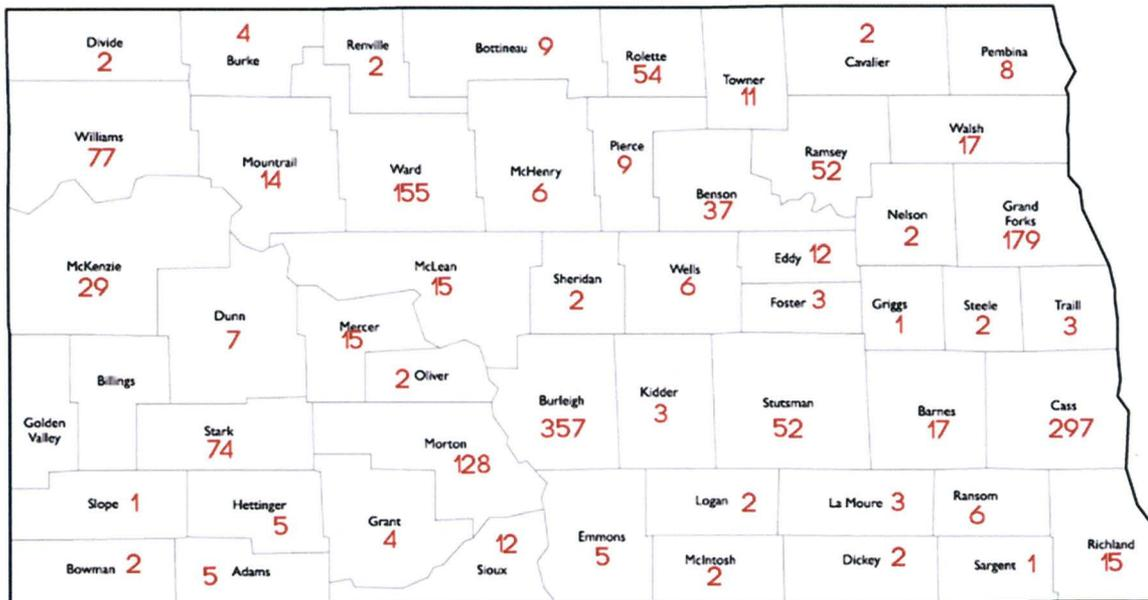 Divide
2
4
Burke
Renville
2
Bottineau 9
Rolette
54
Towner
11
2
Cavalier
Pembina
8
Williams
77
Mountrail
14
Ward
155
McHenry
6
Pierce
9
Benson
37
Ramsey
52
Walsh
17
Nelson
2
Grand
Forks
179
McKenzie
29
Dunn
7
McLean
15
Mercer
15
2 Oliver
Sheridan
2
Wells
6
Eddy 12
Foster 3
Griggs
1
Steele
2
Traill
3
Golden
Valley
Billings
Stark
74
Morton
128
Burleigh
357
Kidder
3
Stutsman
52
Barnes
17
Cass
297
Slope 1
Hettinger
5
Grant
4
12
Sioux
Emmons
5
Logan 2
La Moure 3
Ransom
6
Richland
15
Bowman 2
5 Adams
McIntosh
2
Dickey 2
Sargent 1